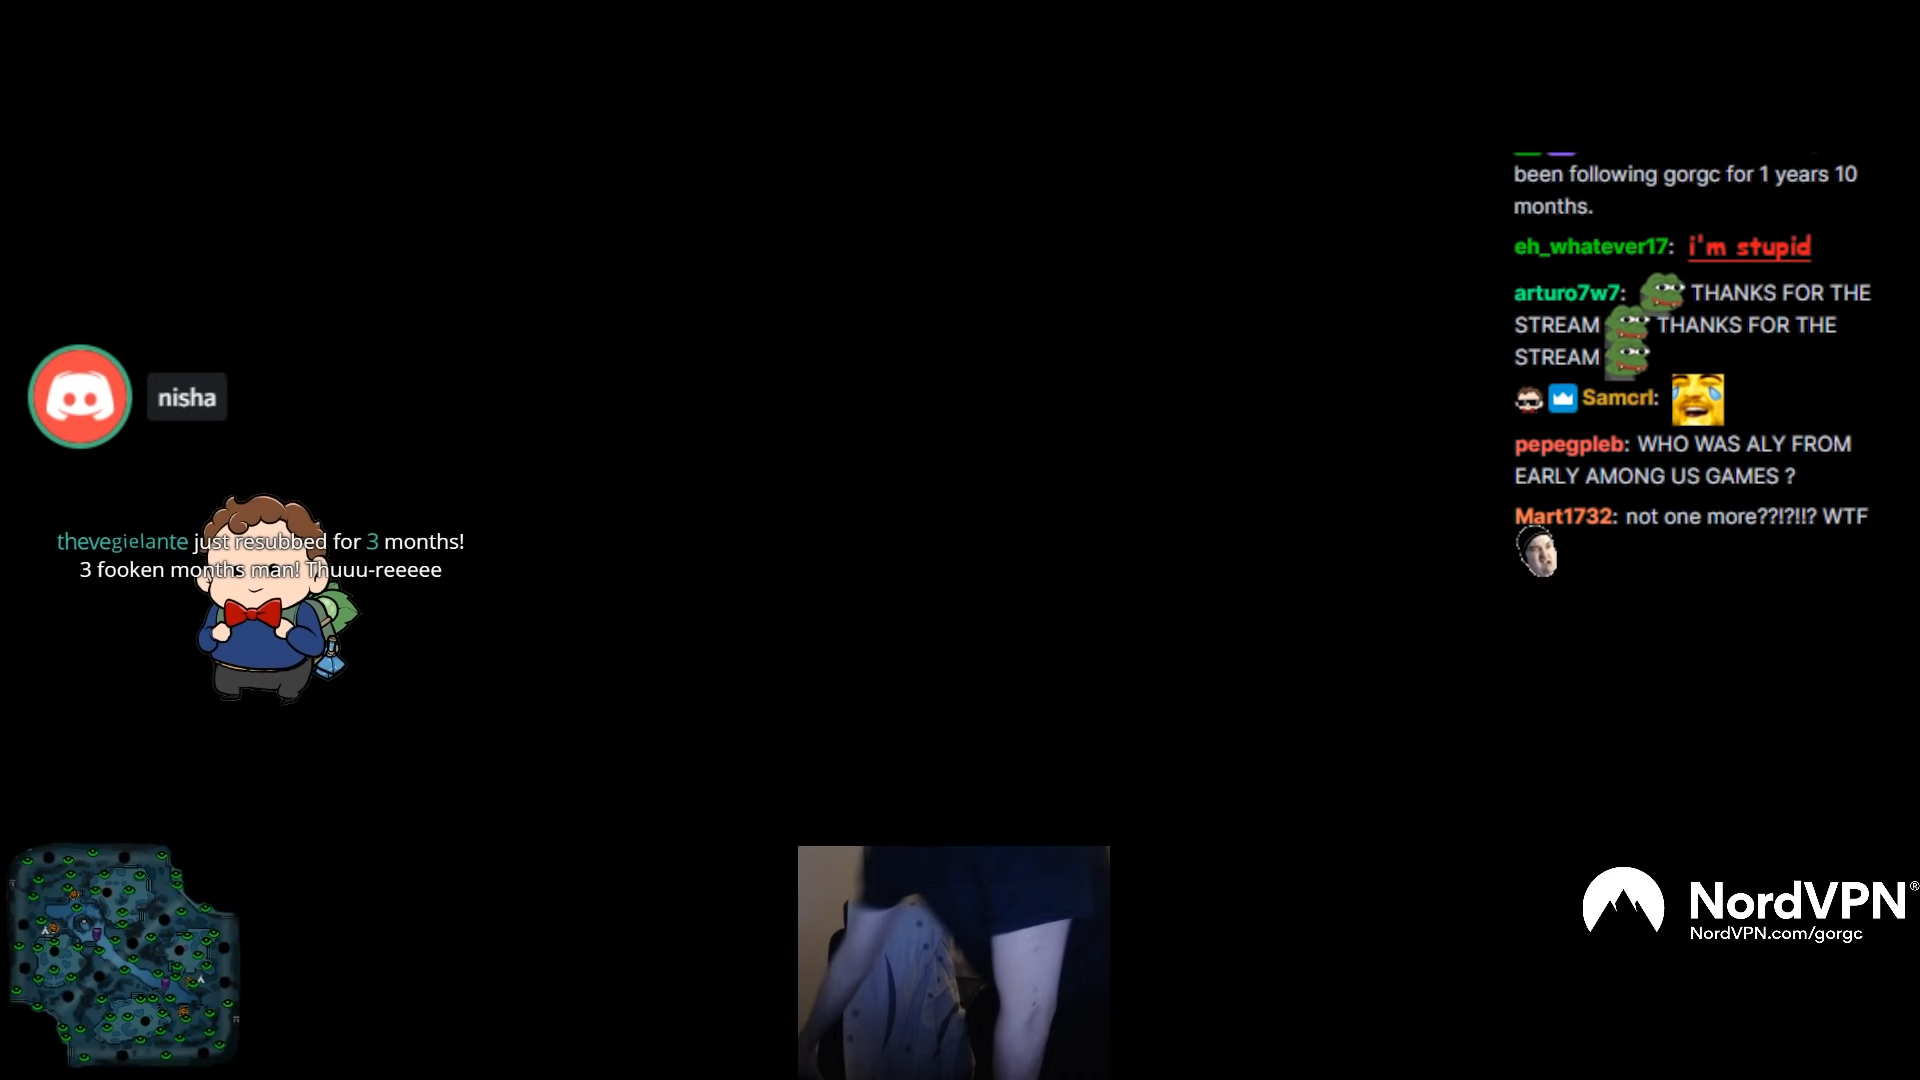 been following gorgc for 1 years 10
months.
eh_whatever17: i'm stupid
arturo7w7: THANKS FOR THE
STREAM THANKS FOR THE
STREAM
nisha
Samcrl:
pepegpleb: WHO WAS ALY FROM
EARLY AMONG US GAMES ?
Mart1732: not one more??!?!!? WTF
thevegielante just resubbed for 3 months!
3 fooken months man! Thuuu-reeeee
NordVPN®
NordVPN.com/gorgc